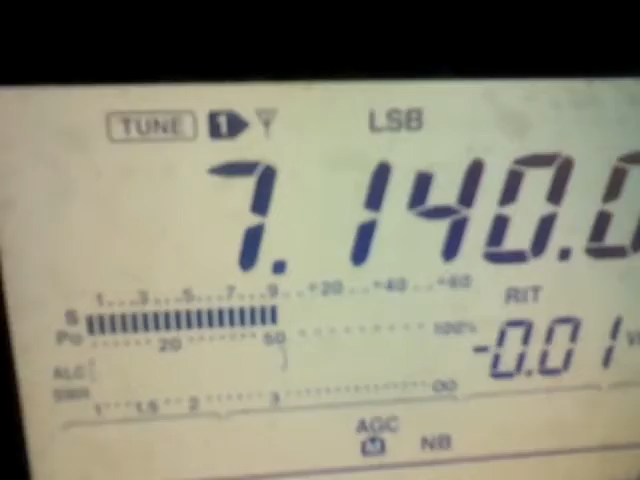 TUNE 1 LSB
7.140.0
1...3...5...7...9...+20...+40...+60
RIT
S
Po 20 50 100%
-0.01
ALC
SWR 1 1.5 2 3 ∞
AGC
M NB